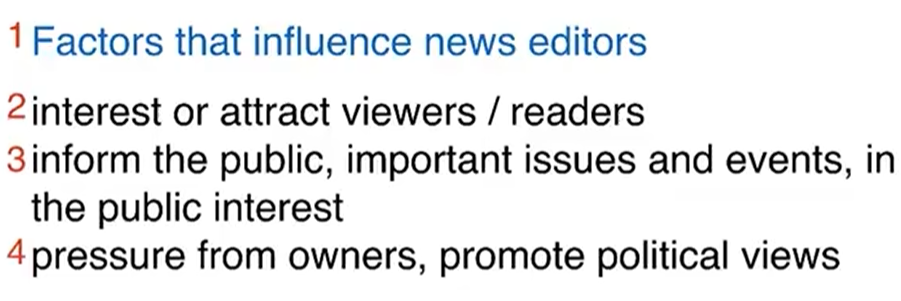 1 Factors that influence news editors
2 interest or attract viewers / readers
3 inform the public, important issues and events, in
the public interest
4 pressure from owners, promote political views